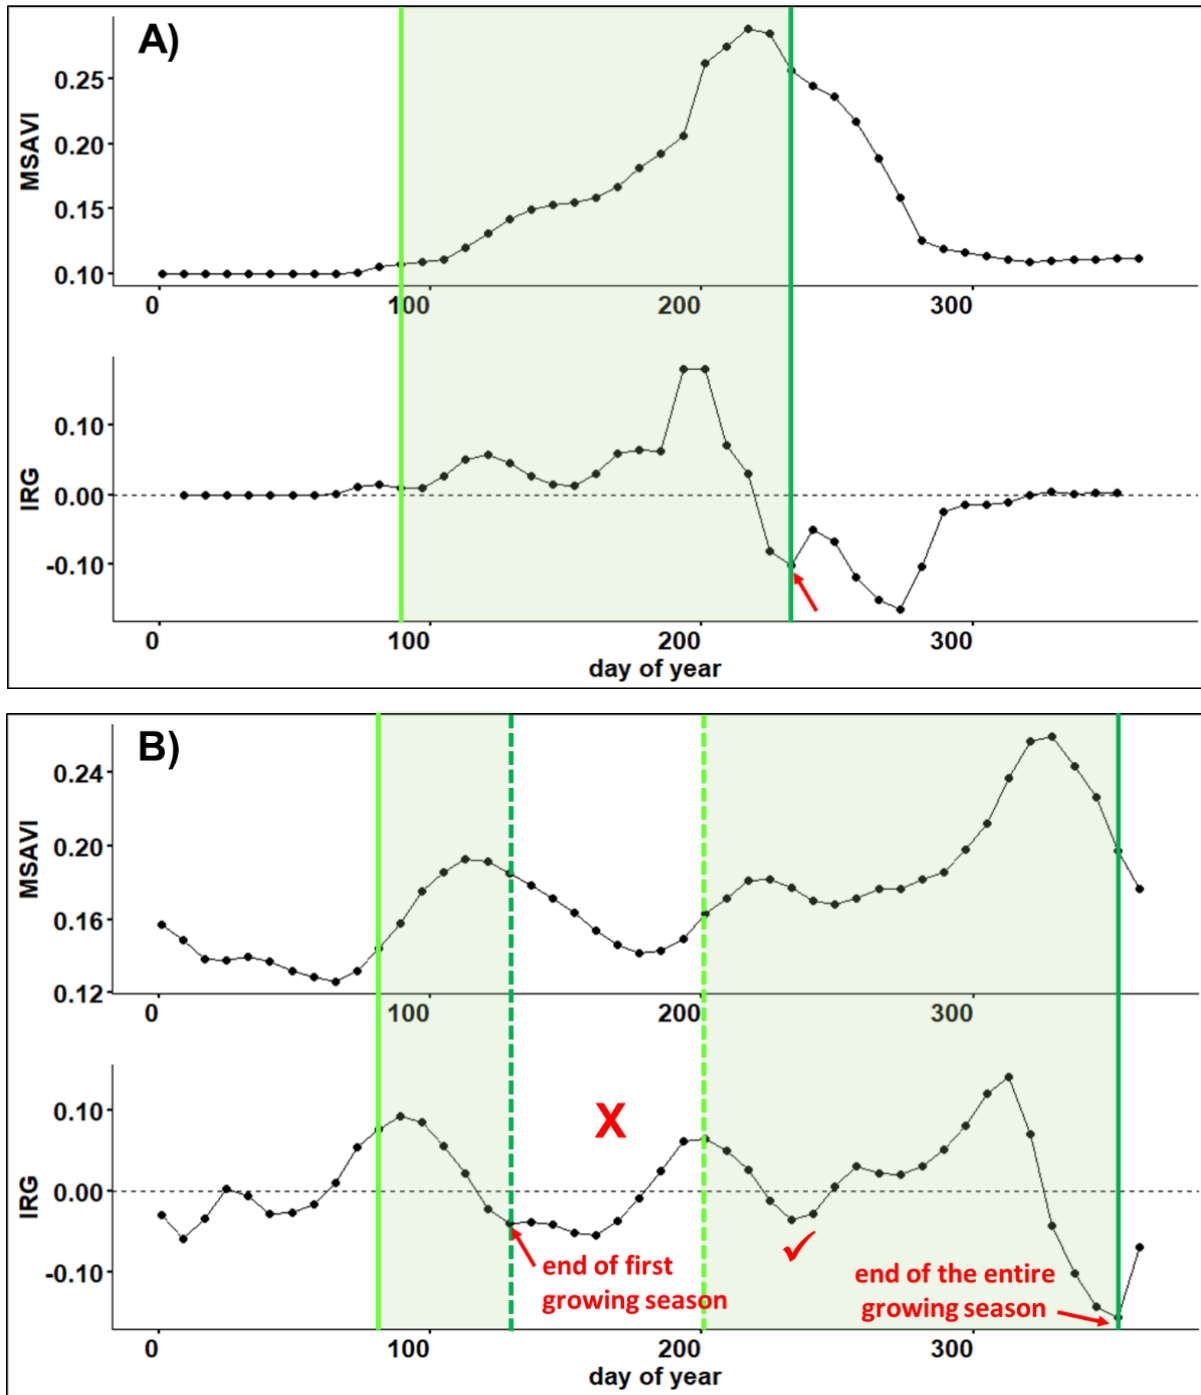 A)
MSAVI
0.25
0.20
0.15
0.10
0 100 200 300
IRG
0.10
0.00
-0.10
0 100 200 300
day of year
B)
MSAVI
0.24
0.20
0.16
0.12
0 100 200 300
IRG
0.10
0.00
-0.10
X
end of first
growing season
end of the entire
growing season
0 100 200 300
day of year